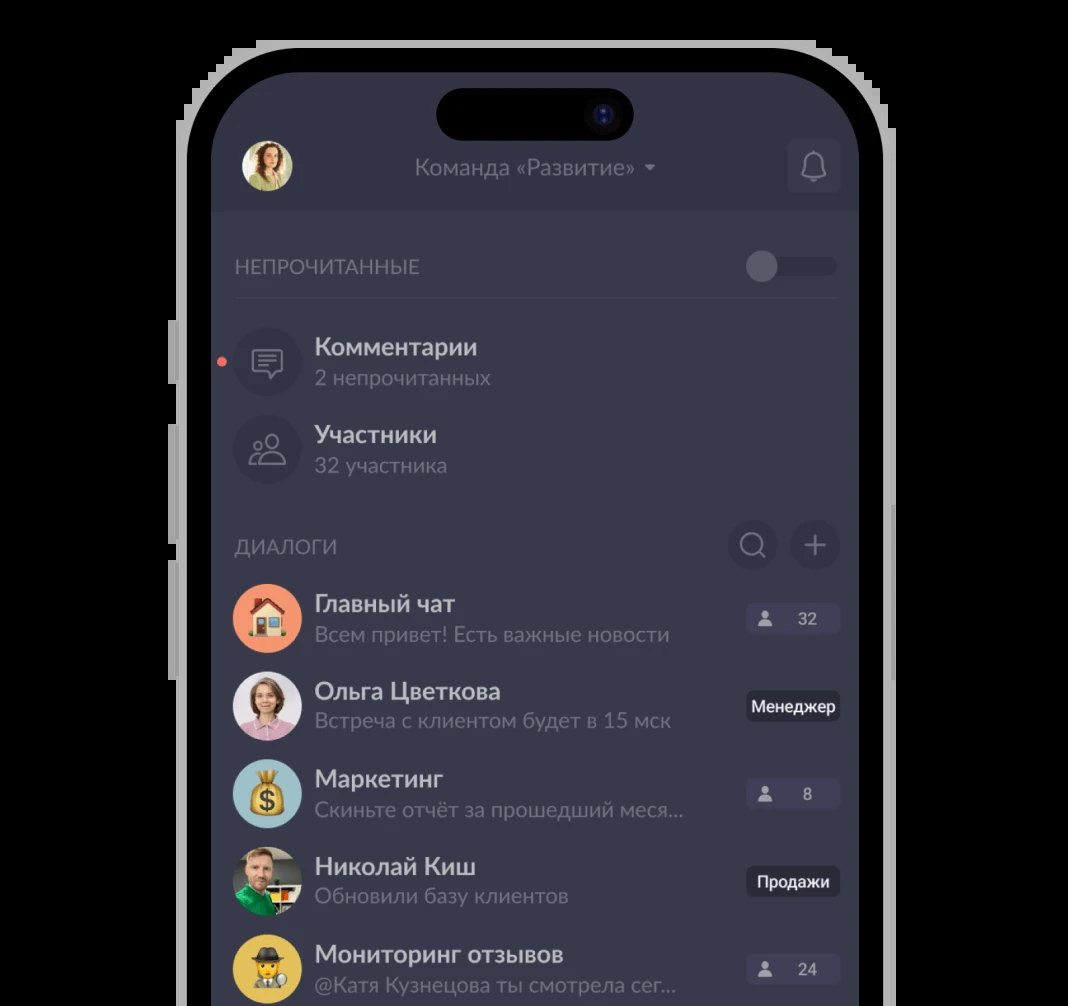 Команда «Развитие»
НЕПРОЧИТАННЫЕ
Комментарии
2 непрочитанных
Участники
32 участника
ДИАЛОГИ
Главный чат
Всем привет! Есть важные новости
32
Ольга Цветкова
Встреча с клиентом будет в 15 мск
Менеджер
Маркетинг
Скиньте отчёт за прошедший меся...
8
Николай Киш
Обновили базу клиентов
Продажи
Мониторинг отзывов
@Катя Кузнецова ты смотрела сег...
24